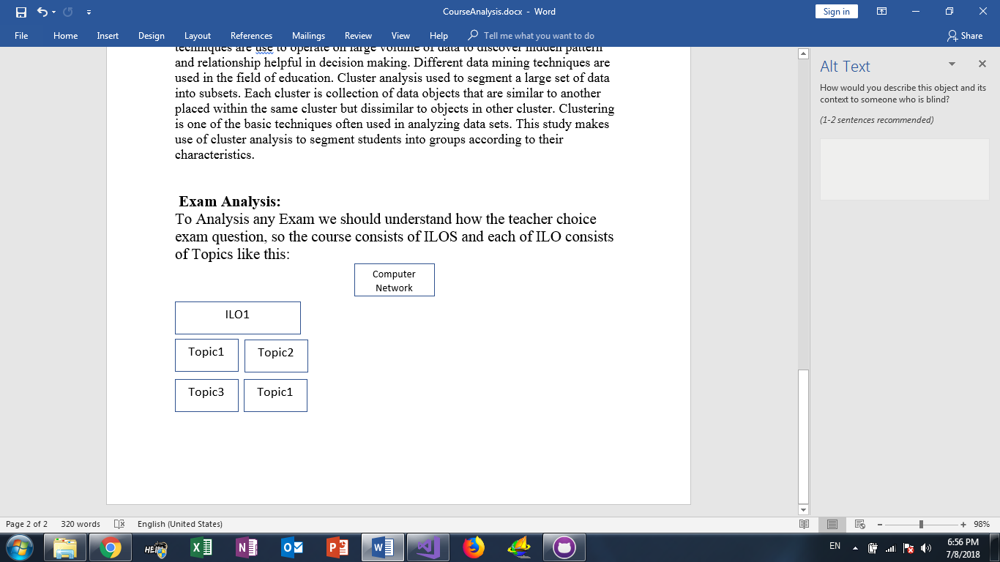 CourseAnalysis.docx - Word
Sign in
File Home Insert Design Layout References Mailings Review View Help Tell me what you want to do Share
techniques are use to operate on large volume of data to discover hidden pattern
and relationship helpful in decision making. Different data mining techniques are
used in the field of education. Cluster analysis used to segment a large set of data
into subsets. Each cluster is collection of data objects that are similar to another
placed within the same cluster but dissimilar to objects in other cluster. Clustering
is one of the basic techniques often used in analyzing data sets. This study makes
use of cluster analysis to segment students into groups according to their
characteristics.
Exam Analysis:
To Analysis any Exam we should understand how the teacher choice
exam question, so the course consists of ILOS and each of ILO consists
of Topics like this:
Computer
Network
ILO1
Topic1 Topic2
Topic3 Topic1
Alt Text
How would you describe this object and its
context to someone who is blind?
(1-2 sentences recommended)
Page 2 of 2 320 words English (United States) 98%
EN
6:56 PM
7/8/2018